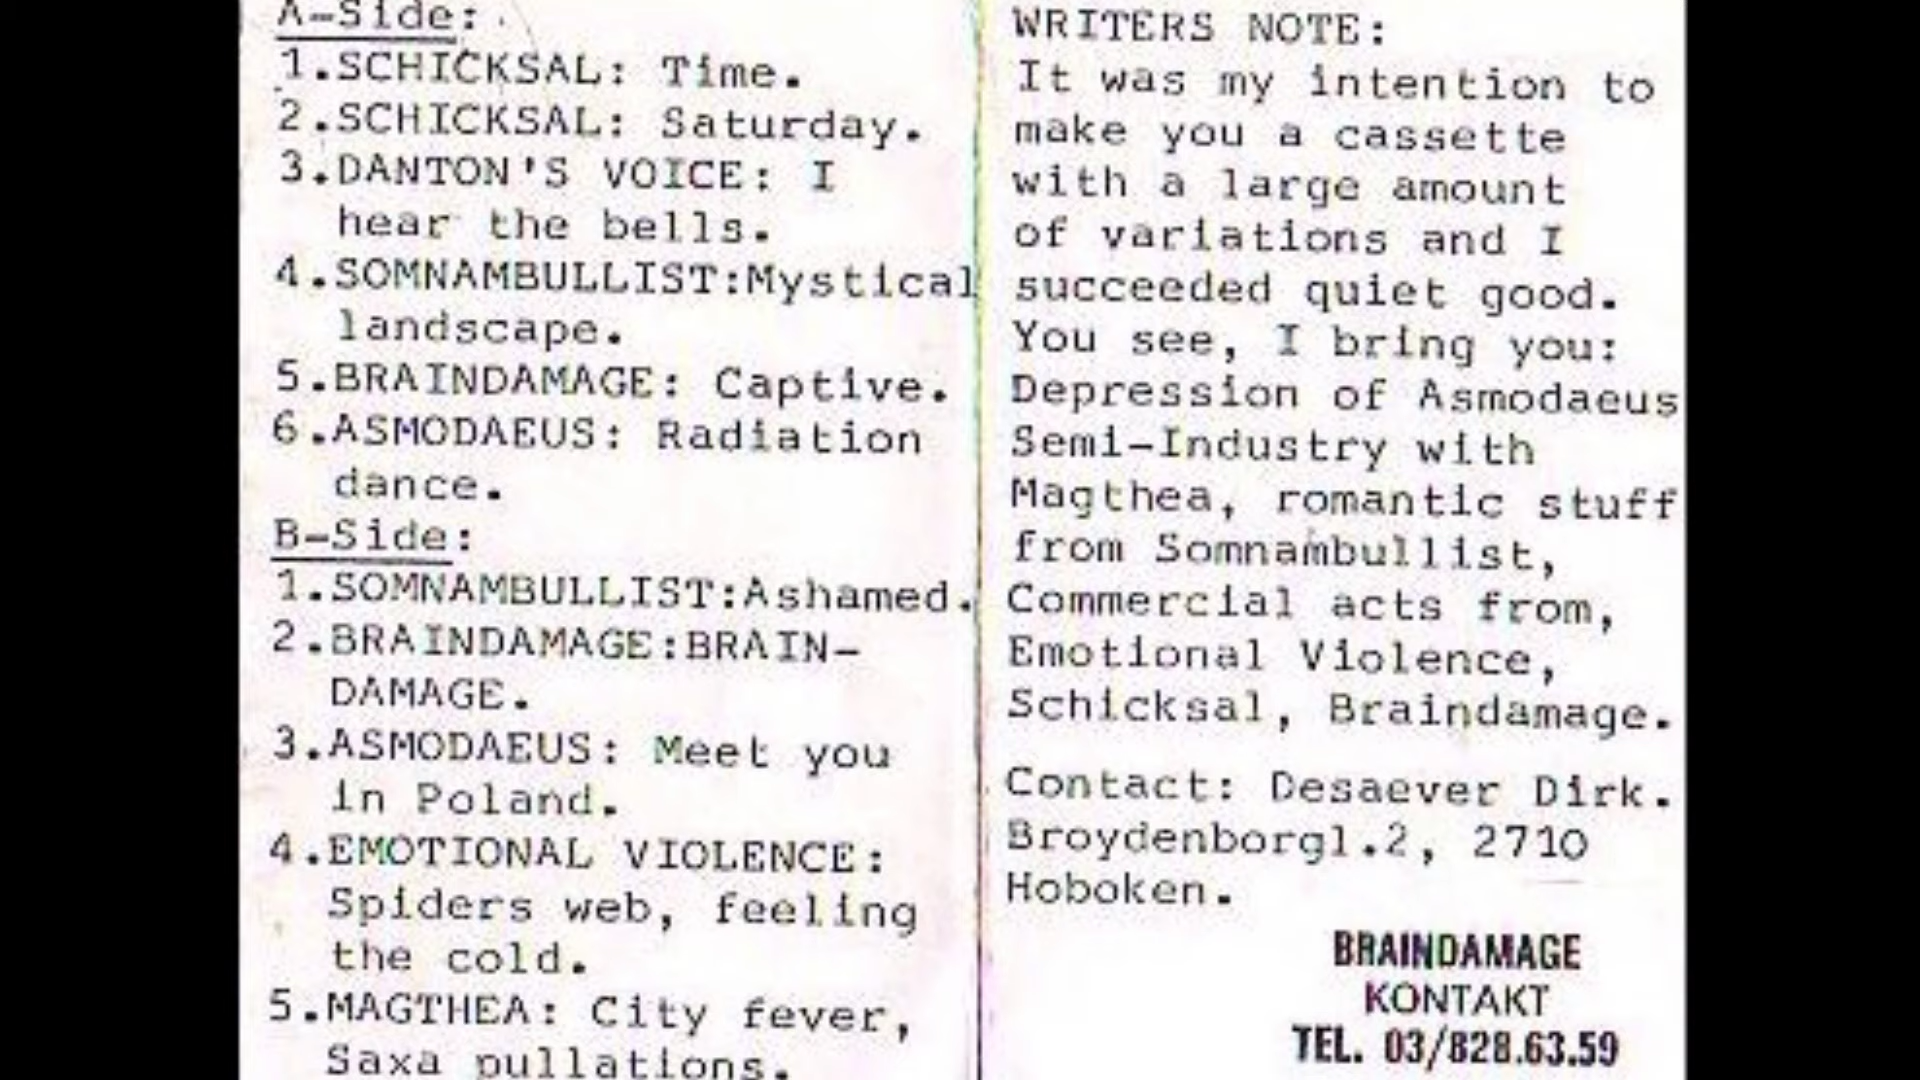 A-Side:
1.SCHICKSAL: Time.
2.SCHICKSAL: Saturday.
3.DANTON'S VOICE: I
hear the bells.
4.SOMNAMBULLIST:Mystical
landscape.
5.BRAINDAMAGE: Captive.
6.ASMODAEUS: Radiation
dance.
B-Side:
1.SOMNAMBULLIST:Ashamed.
2.BRAINDAMAGE:BRAIN-
DAMAGE.
3.ASMODAEUS: Meet you
in Poland.
4.EMOTIONAL VIOLENCE:
Spiders web, feeling
the cold.
5.MAGTHEA: City fever,
Saxa pullations.
WRITERS NOTE:
It was my intention to
make you a cassette
with a large amount
of variations and I
succeeded quiet good.
You see, I bring you:
Depression of Asmodaeus
Semi-Industry with
Magthea, romantic stuff
from Somnambullist,
Commercial acts from,
Emotional Violence,
Schicksal, Braindamage.
Contact: Desaever Dirk.
Broydenborgl.2, 2710
Hoboken.
BRAINDAMAGE
KONTAKT
TEL. 03/828.63.59